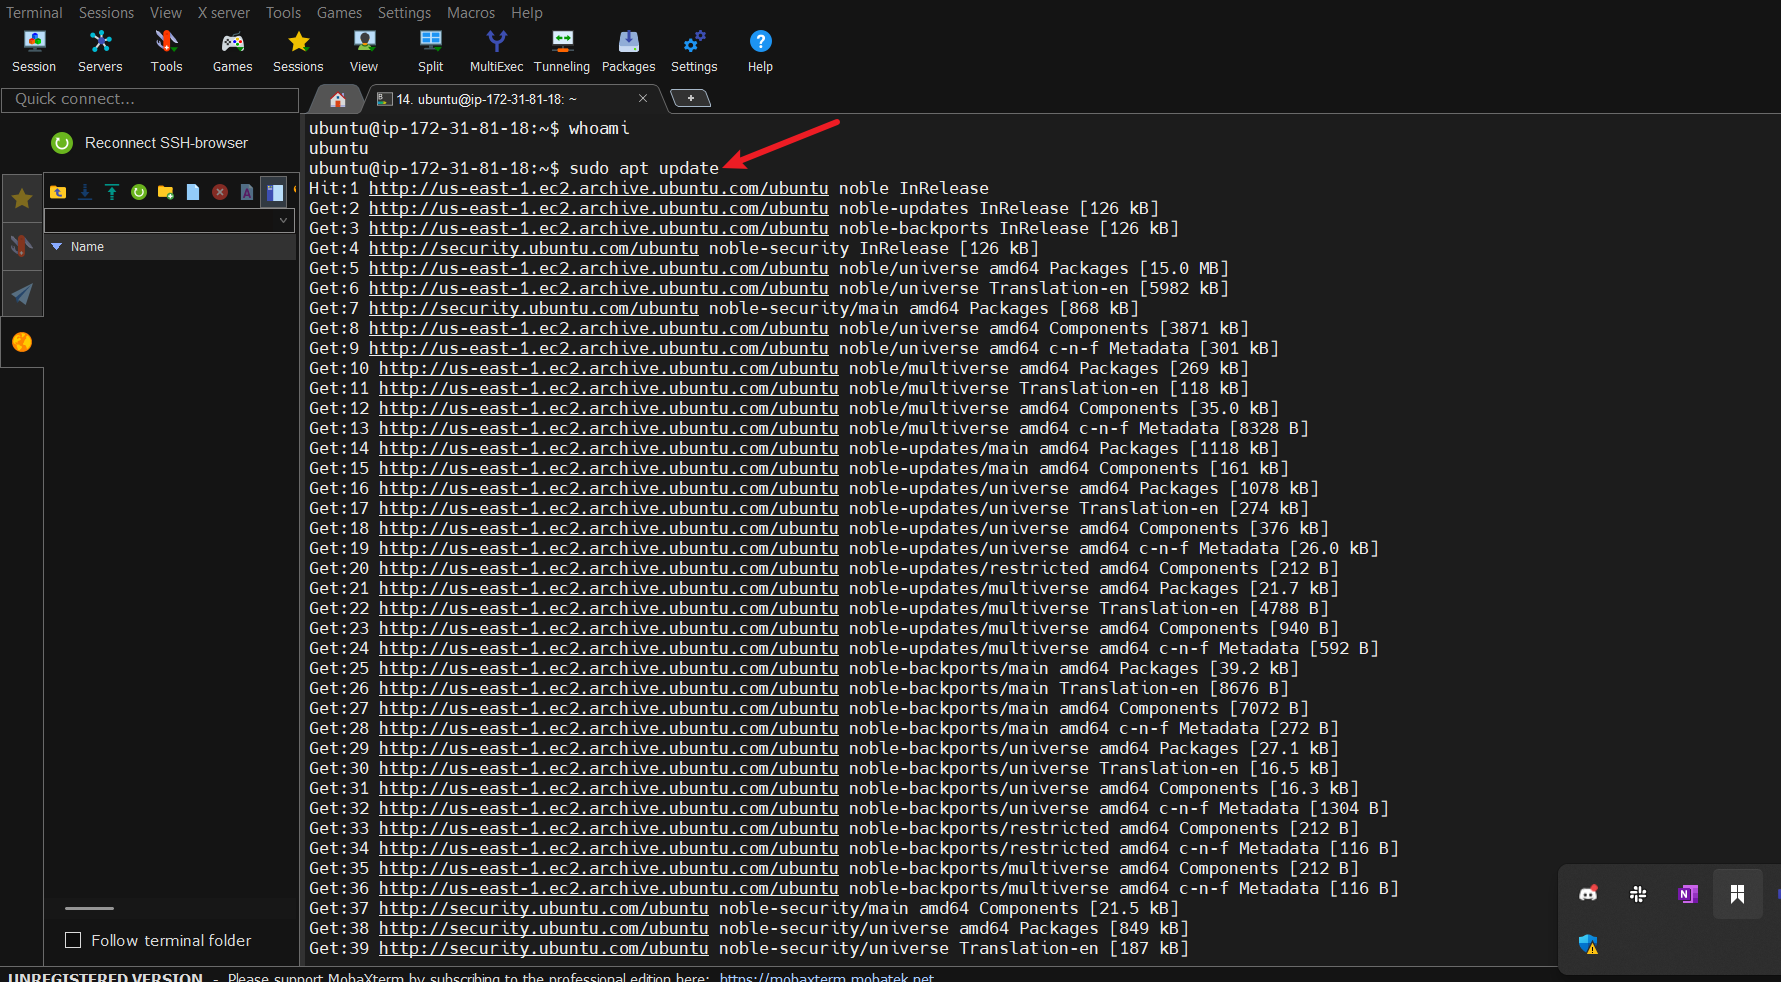 Terminal Sessions View X server Tools Games Settings Macros Help
Session Servers Tools Games Sessions View Split MultiExec Tunneling Packages Settings Help
Quick connect...
14. ubuntu@ip-172-31-81-18: ~
Reconnect SSH-browser
Name
ubuntu@ip-172-31-81-18:~$ whoami
ubuntu
ubuntu@ip-172-31-81-18:~$ sudo apt update
Hit:1 http://us-east-1.ec2.archive.ubuntu.com/ubuntu noble InRelease
Get:2 http://us-east-1.ec2.archive.ubuntu.com/ubuntu noble-updates InRelease [126 kB]
Get:3 http://us-east-1.ec2.archive.ubuntu.com/ubuntu noble-backports InRelease [126 kB]
Get:4 http://security.ubuntu.com/ubuntu noble-security InRelease [126 kB]
Get:5 http://us-east-1.ec2.archive.ubuntu.com/ubuntu noble/universe amd64 Packages [15.0 MB]
Get:6 http://us-east-1.ec2.archive.ubuntu.com/ubuntu noble/universe Translation-en [5982 kB]
Get:7 http://security.ubuntu.com/ubuntu noble-security/main amd64 Packages [868 kB]
Get:8 http://us-east-1.ec2.archive.ubuntu.com/ubuntu noble/universe amd64 Components [3871 kB]
Get:9 http://us-east-1.ec2.archive.ubuntu.com/ubuntu noble/universe amd64 c-n-f Metadata [301 kB]
Get:10 http://us-east-1.ec2.archive.ubuntu.com/ubuntu noble/multiverse amd64 Packages [269 kB]
Get:11 http://us-east-1.ec2.archive.ubuntu.com/ubuntu noble/multiverse Translation-en [118 kB]
Get:12 http://us-east-1.ec2.archive.ubuntu.com/ubuntu noble/multiverse amd64 Components [35.0 kB]
Get:13 http://us-east-1.ec2.archive.ubuntu.com/ubuntu noble/multiverse amd64 c-n-f Metadata [8328 B]
Get:14 http://us-east-1.ec2.archive.ubuntu.com/ubuntu noble-updates/main amd64 Packages [1118 kB]
Get:15 http://us-east-1.ec2.archive.ubuntu.com/ubuntu noble-updates/main amd64 Components [161 kB]
Get:16 http://us-east-1.ec2.archive.ubuntu.com/ubuntu noble-updates/universe amd64 Packages [1078 kB]
Get:17 http://us-east-1.ec2.archive.ubuntu.com/ubuntu noble-updates/universe Translation-en [274 kB]
Get:18 http://us-east-1.ec2.archive.ubuntu.com/ubuntu noble-updates/universe amd64 Components [376 kB]
Get:19 http://us-east-1.ec2.archive.ubuntu.com/ubuntu noble-updates/universe amd64 c-n-f Metadata [26.0 kB]
Get:20 http://us-east-1.ec2.archive.ubuntu.com/ubuntu noble-updates/restricted amd64 Components [212 B]
Get:21 http://us-east-1.ec2.archive.ubuntu.com/ubuntu noble-updates/multiverse amd64 Packages [21.7 kB]
Get:22 http://us-east-1.ec2.archive.ubuntu.com/ubuntu noble-updates/multiverse Translation-en [4788 B]
Get:23 http://us-east-1.ec2.archive.ubuntu.com/ubuntu noble-updates/multiverse amd64 Components [940 B]
Get:24 http://us-east-1.ec2.archive.ubuntu.com/ubuntu noble-updates/multiverse amd64 c-n-f Metadata [592 B]
Get:25 http://us-east-1.ec2.archive.ubuntu.com/ubuntu noble-backports/main amd64 Packages [39.2 kB]
Get:26 http://us-east-1.ec2.archive.ubuntu.com/ubuntu noble-backports/main Translation-en [8676 B]
Get:27 http://us-east-1.ec2.archive.ubuntu.com/ubuntu noble-backports/main amd64 Components [7072 B]
Get:28 http://us-east-1.ec2.archive.ubuntu.com/ubuntu noble-backports/main amd64 c-n-f Metadata [272 B]
Get:29 http://us-east-1.ec2.archive.ubuntu.com/ubuntu noble-backports/universe amd64 Packages [27.1 kB]
Get:30 http://us-east-1.ec2.archive.ubuntu.com/ubuntu noble-backports/universe Translation-en [16.5 kB]
Get:31 http://us-east-1.ec2.archive.ubuntu.com/ubuntu noble-backports/universe amd64 Components [16.3 kB]
Get:32 http://us-east-1.ec2.archive.ubuntu.com/ubuntu noble-backports/universe amd64 c-n-f Metadata [1304 B]
Get:33 http://us-east-1.ec2.archive.ubuntu.com/ubuntu noble-backports/restricted amd64 Components [212 B]
Get:34 http://us-east-1.ec2.archive.ubuntu.com/ubuntu noble-backports/restricted amd64 c-n-f Metadata [116 B]
Get:35 http://us-east-1.ec2.archive.ubuntu.com/ubuntu noble-backports/multiverse amd64 Components [212 B]
Get:36 http://us-east-1.ec2.archive.ubuntu.com/ubuntu noble-backports/multiverse amd64 c-n-f Metadata [116 B]
Get:37 http://security.ubuntu.com/ubuntu noble-security/main amd64 Components [21.5 kB]
Get:38 http://security.ubuntu.com/ubuntu noble-security/universe amd64 Packages [849 kB]
Get:39 http://security.ubuntu.com/ubuntu noble-security/universe Translation-en [187 kB]
Follow terminal folder
UNREGISTERED VERSION - Please support MobaXterm by subscribing to the professional edition here: https://mobaxterm.mobatek.net